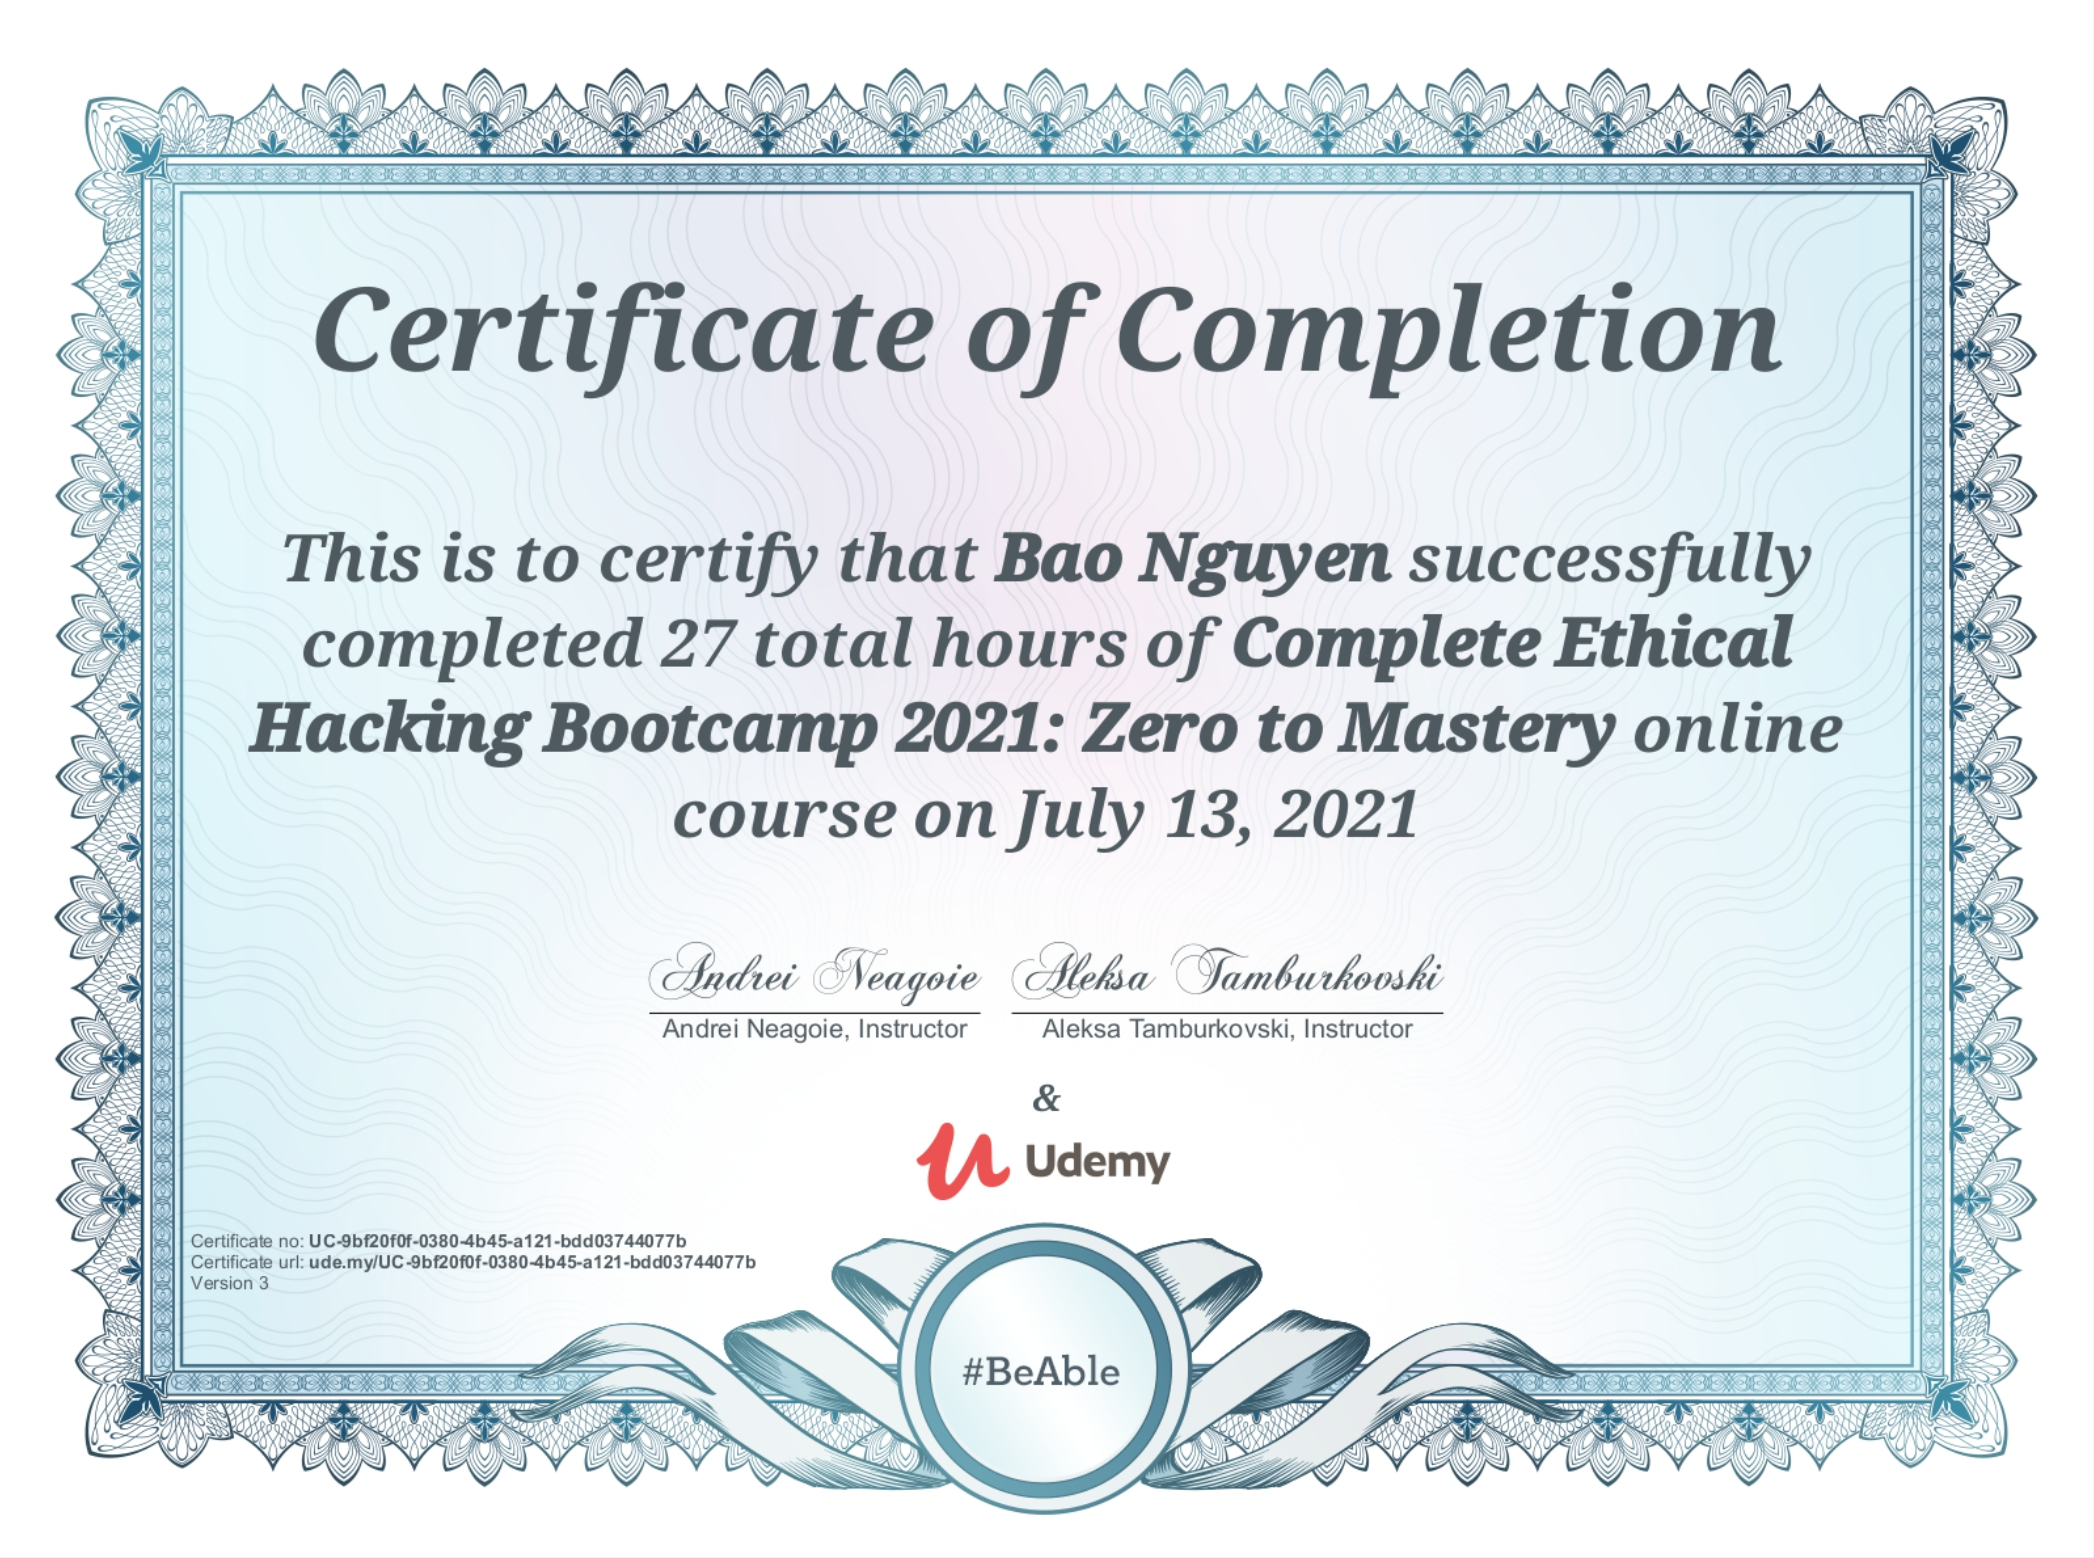 Certificate of Completion
This is to certify that Bao Nguyen successfully
completed 27 total hours of Complete Ethical
Hacking Bootcamp 2021: Zero to Mastery online
course on July 13, 2021
Andrei Neagoie Aleksa Tamburkovski
Andrei Neagoie, Instructor Aleksa Tamburkovski, Instructor
&
Udemy
Certificate no: UC-9bf20f0f-0380-4b45-a121-bdd03744077b
Certificate url: ude.my/UC-9bf20f0f-0380-4b45-a121-bdd03744077b
Version 3
#BeAble